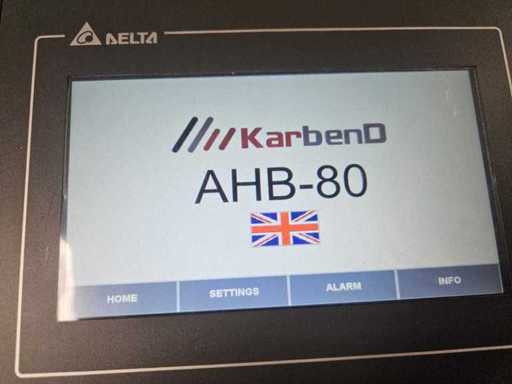 DELTA
KarbenD
AHB-80
HOME SETTINGS ALARM INFO